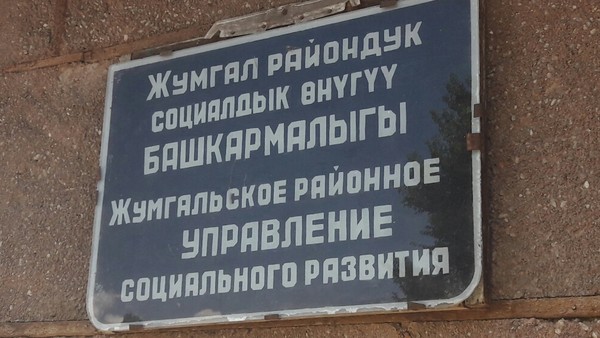 ЖУМГАЛ РАЙОНДУК
СОЦИАЛДЫК ӨНҮГҮҮ
БАШКАРМАЛЫГЫ
ЖУМГАЛЬСКОЕ РАЙОННОЕ
УПРАВЛЕНИЕ
СОЦИАЛЬНОГО РАЗВИТИЯ